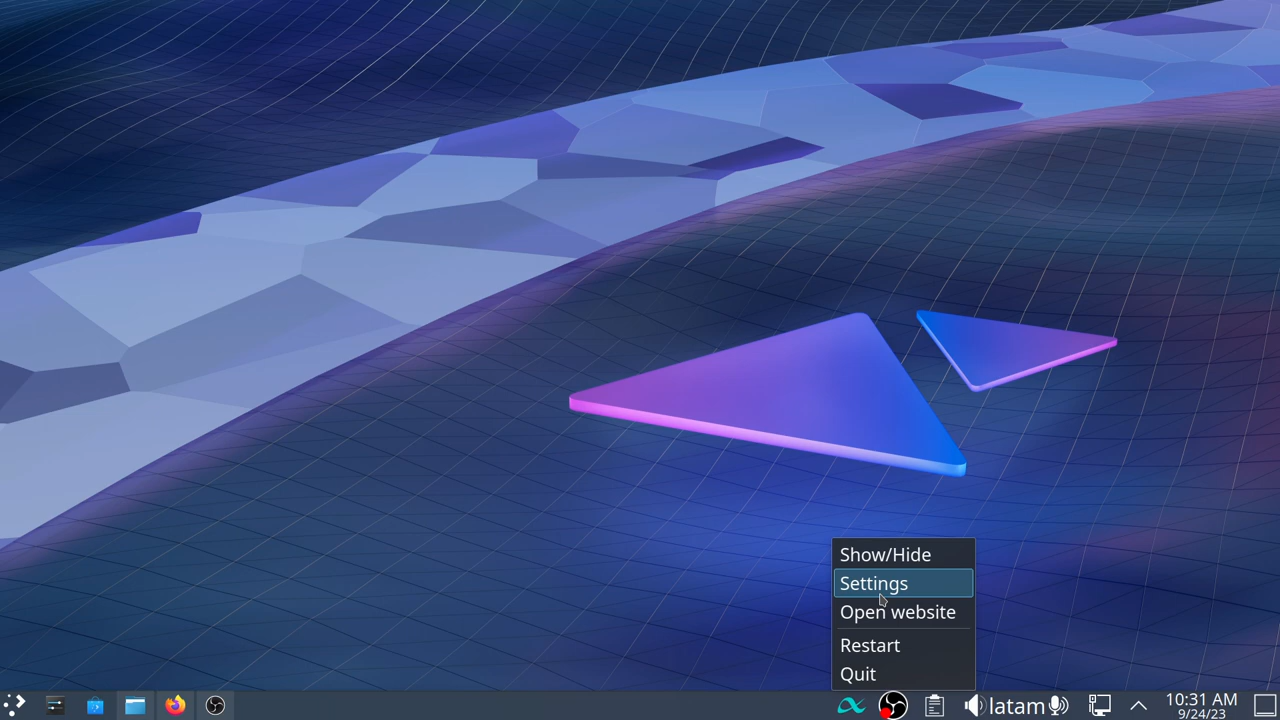 Show/Hide
Settings
Open website
Restart
Quit
latam
10:31 AM
9/24/23